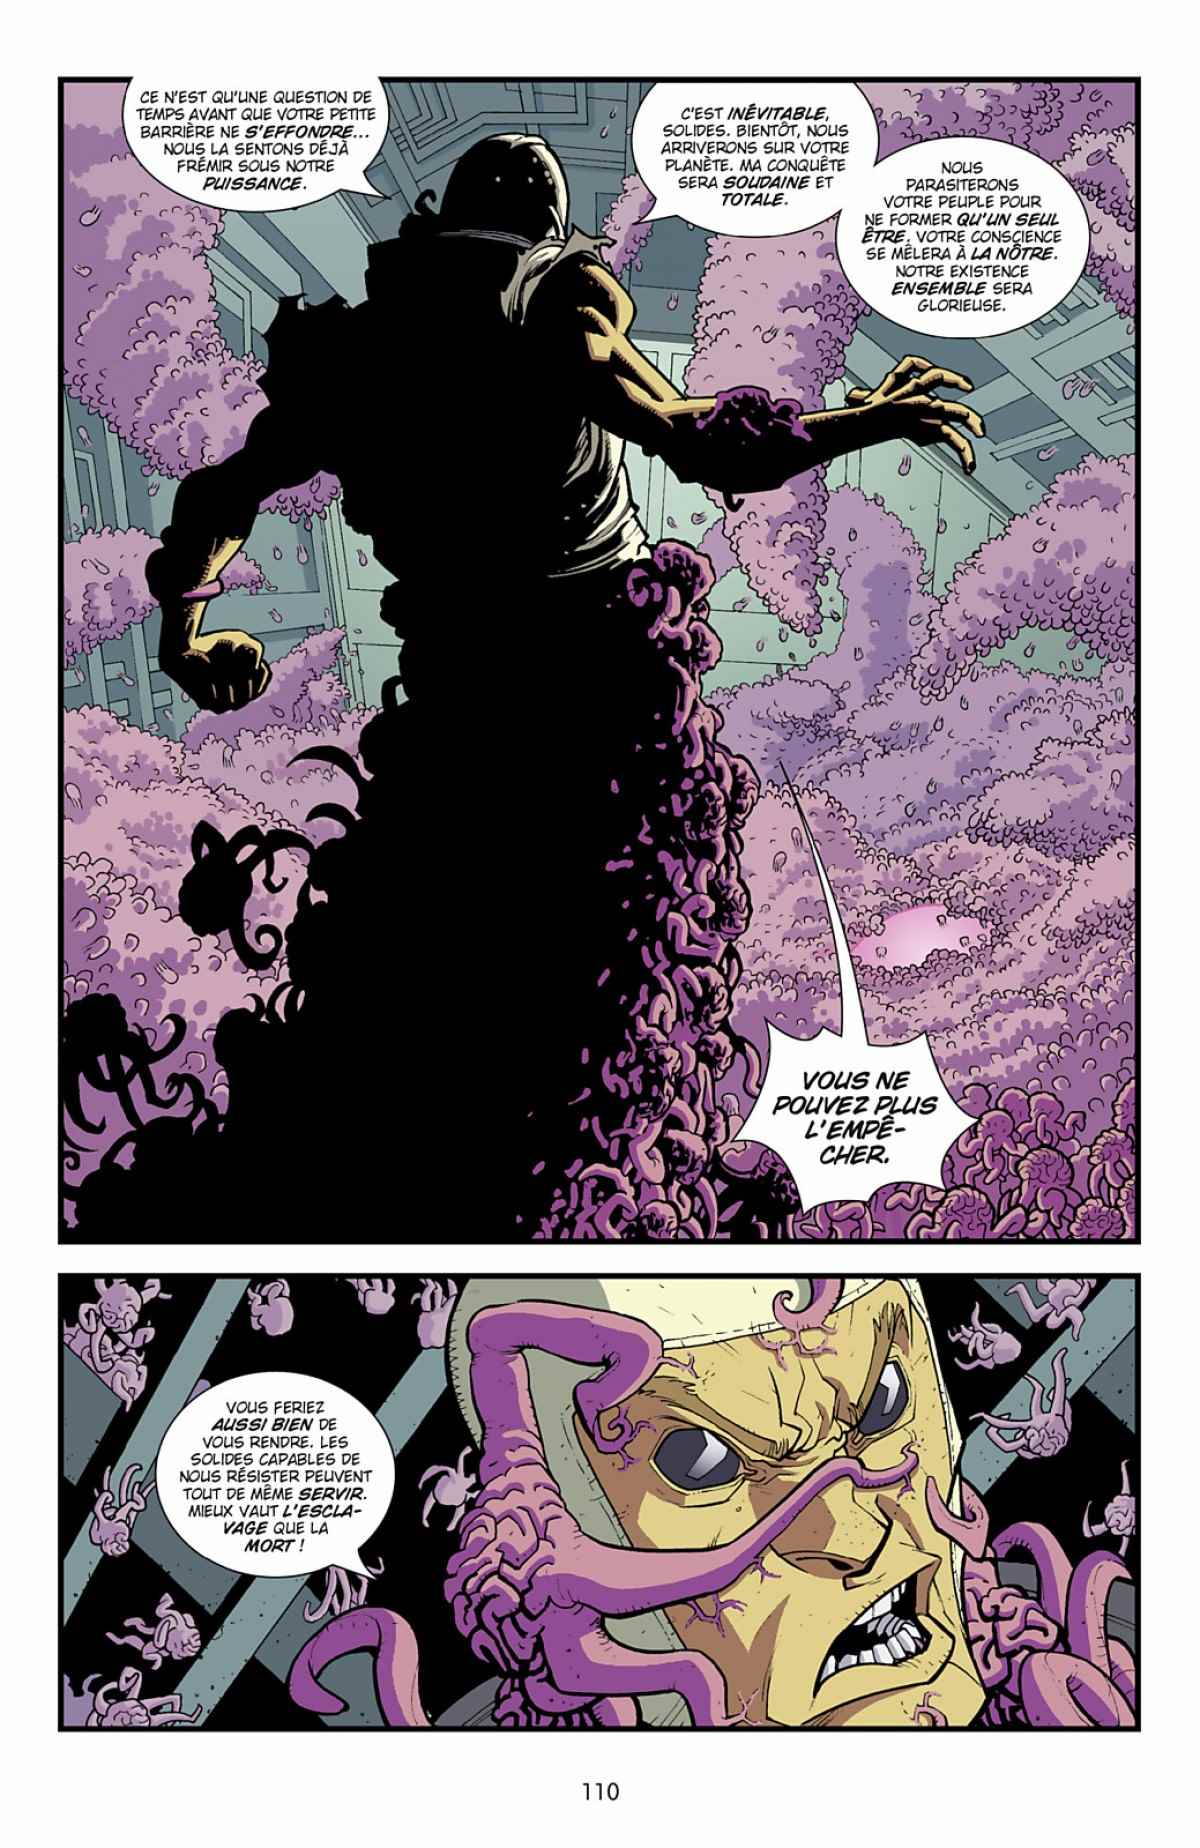 CE N'EST QU'UNE QUESTION DE
TEMPS AVANT QUE VOTRE PETITE
BARRIÈRE NE S'EFFONDRE...
NOUS LA SENTONS DÉJÀ
FRÉMIR SOUS NOTRE
PUISSANCE.
C'EST INÉVITABLE,
SOLIDES. BIENTÔT, NOUS
ARRIVERONS SUR VOTRE
PLANÈTE. MA CONQUÊTE
SERA SOUDAINE ET
TOTALE.
NOUS
PARASITERONS
VOTRE PEUPLE POUR
NE FORMER QU'UN SEUL
ÊTRE. VOTRE CONSCIENCE
SE MÊLERA À LA NÔTRE.
NOTRE EXISTENCE
ENSEMBLE SERA
GLORIEUSE.
VOUS NE
POUVEZ PLUS
L'EMPÊ-
CHER.
VOUS FERIEZ
AUSSI BIEN DE
VOUS RENDRE. LES
SOLIDES CAPABLES DE
NOUS RÉSISTER PEUVENT
TOUT DE MÊME SERVIR.
MIEUX VAUT L'ESCLA-
VAGE QUE LA
MORT !
110